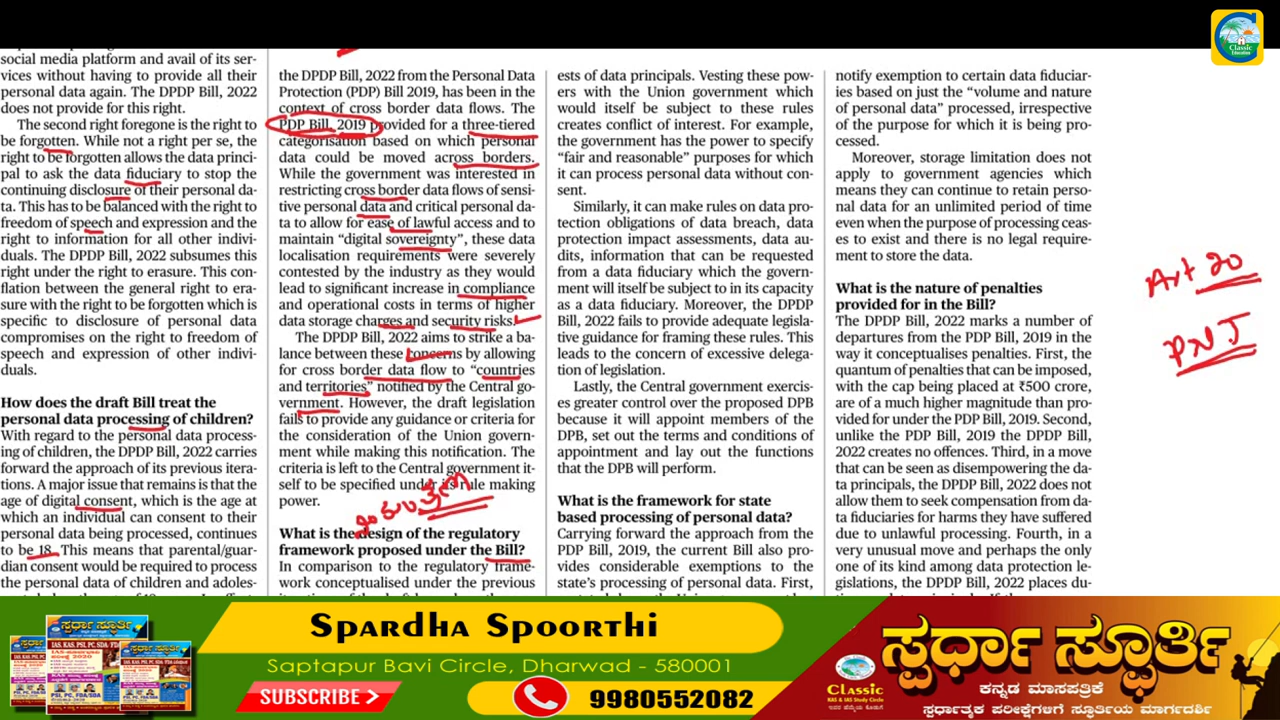 social media platform and avail of its ser-
vices without having to provide all their
personal data again. The DPDP Bill, 2022
does not provide for this right.
The second right foregone is the right to
be forgotten. While not a right per se, the
right to be forgotten allows the data princi-
pal to ask the data fiduciary to stop the
continuing disclosure of their personal da-
ta. This has to be balanced with the right to
freedom of speech and expression and the
right to information for all other indivi-
duals. The DPDP Bill, 2022 subsumes this
right under the right to erasure. This con-
flation between the general right to era-
sure with the right to be forgotten which is
specific to disclosure of personal data
compromises on the right to freedom of
speech and expression of other indivi-
duals.
How does the draft Bill treat the
personal data processing of children?
With regard to the personal data process-
ing of children, the DPDP Bill, 2022 carries
forward the approach of its previous itera-
tions. A major issue that remains is that the
age of digital consent, which is the age at
which an individual can consent to their
personal data being processed, continues
to be 18. This means that parental/guar-
dian consent would be required to process
the personal data of children and adoles-
the DPDP Bill, 2022 from the Personal Data
Protection (PDP) Bill 2019, has been in the
context of cross border data flows. The
PDP Bill, 2019 provided for a three-tiered
categorisation based on which personal
data could be moved across borders.
While the government was interested in
restricting cross border data flows of sensi-
tive personal data and critical personal da-
ta to allow for ease of lawful access and to
maintain “digital sovereignty”, these data
localisation requirements were severely
contested by the industry as they would
lead to significant increase in compliance
and operational costs in terms of higher
data storage charges and security risks.
The DPDP Bill, 2022 aims to strike a ba-
lance between these concerns by allowing
for cross border data flow to “countries
and territories” notified by the Central go-
vernment. However, the draft legislation
fails to provide any guidance or criteria for
the consideration of the Union govern-
ment while making this notification. The
criteria is left to the Central government it-
self to be specified under its rule making
power.
What is the design of the regulatory
framework proposed under the Bill?
In comparison to the regulatory frame-
work conceptualised under the previous
ests of data principals. Vesting these pow-
ers with the Union government which
would itself be subject to these rules
creates conflict of interest. For example,
the government has the power to specify
“fair and reasonable” purposes for which
it can process personal data without con-
sent.
Similarly, it can make rules on data pro-
tection obligations of data breach, data
protection impact assessments, data au-
dits, information that can be requested
from a data fiduciary which the govern-
ment will itself be subject to in its capacity
as a data fiduciary. Moreover, the DPDP
Bill, 2022 fails to provide adequate legisla-
tive guidance for framing these rules. This
leads to the concern of excessive delega-
tion of legislation.
Lastly, the Central government exercis-
es greater control over the proposed DPB
because it will appoint members of the
DPB, set out the terms and conditions of
appointment and lay out the functions
that the DPB will perform.
What is the framework for state
based processing of personal data?
Carrying forward the approach from the
PDP Bill, 2019, the current Bill also pro-
vides considerable exemptions to the
state’s processing of personal data. First,
notify exemption to certain data fiduciar-
ies based on just the “volume and nature
of personal data” processed, irrespective
of the purpose for which it is being pro-
cessed.
Moreover, storage limitation does not
apply to government agencies which
means they can continue to retain perso-
nal data for an unlimited period of time
even when the purpose of processing ceas-
es to exist and there is no legal require-
ment to store the data.
What is the nature of penalties
provided for in the Bill?
The DPDP Bill, 2022 marks a number of
departures from the PDP Bill, 2019 in the
way it conceptualises penalties. First, the
quantum of penalties that can be imposed,
with the cap being placed at ₹500 crore,
are of a much higher magnitude than pro-
vided for under the PDP Bill, 2019. Second,
unlike the PDP Bill, 2019 the DPDP Bill,
2022 creates no offences. Third, in a move
that can be seen as disempowering the da-
ta principals, the DPDP Bill, 2022 does not
allow them to seek compensation from da-
ta fiduciaries for harms they have suffered
due to unlawful processing. Fourth, in a
very unusual move and perhaps the only
one of its kind among data protection le-
gislations, the DPDP Bill, 2022 places du-
Art 20
PNJ
Classic
Education
Spardha Spoorthi
Saptapur Bavi Circle Dharwad - 580001
SUBSCRIBE >
9980552082
Classic
ಸ್ಪರ್ಧಾ ಸ್ಫೂರ್ತಿ
ಕನ್ನಡ ಮಾಸಪತ್ರಿಕೆ
ಸ್ಪರ್ಧಾತ್ಮಕ ಪರೀಕ್ಷೆಗಳಿಗೆ ಸ್ಫೂರ್ತಿಯ ಮಾರ್ಗದರ್ಶಿ